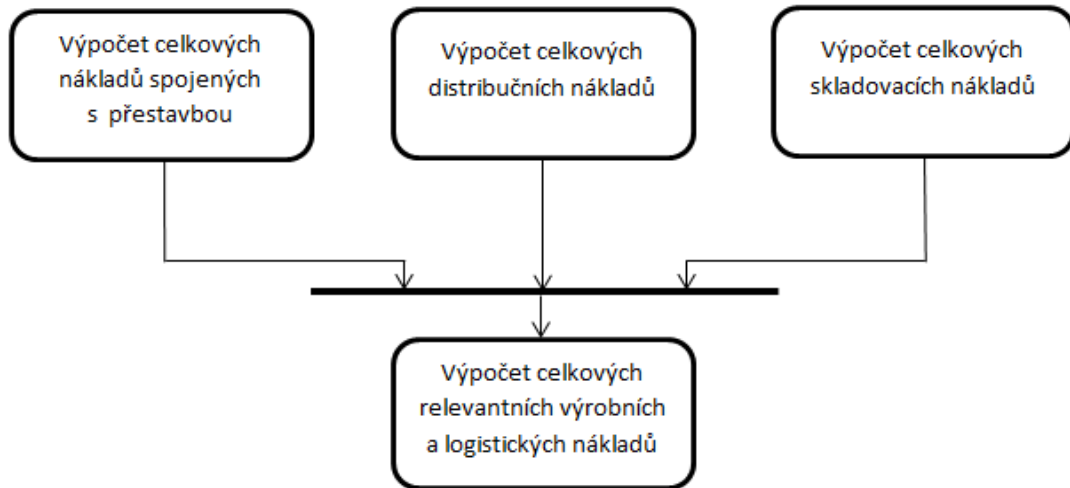 Výpočet celkových
nákladů spojených
s přestavbou
Výpočet celkových
distribučních nákladů
Výpočet celkových
skladovacích nákladů
Výpočet celkových
relevantních výrobních
a logistických nákladů